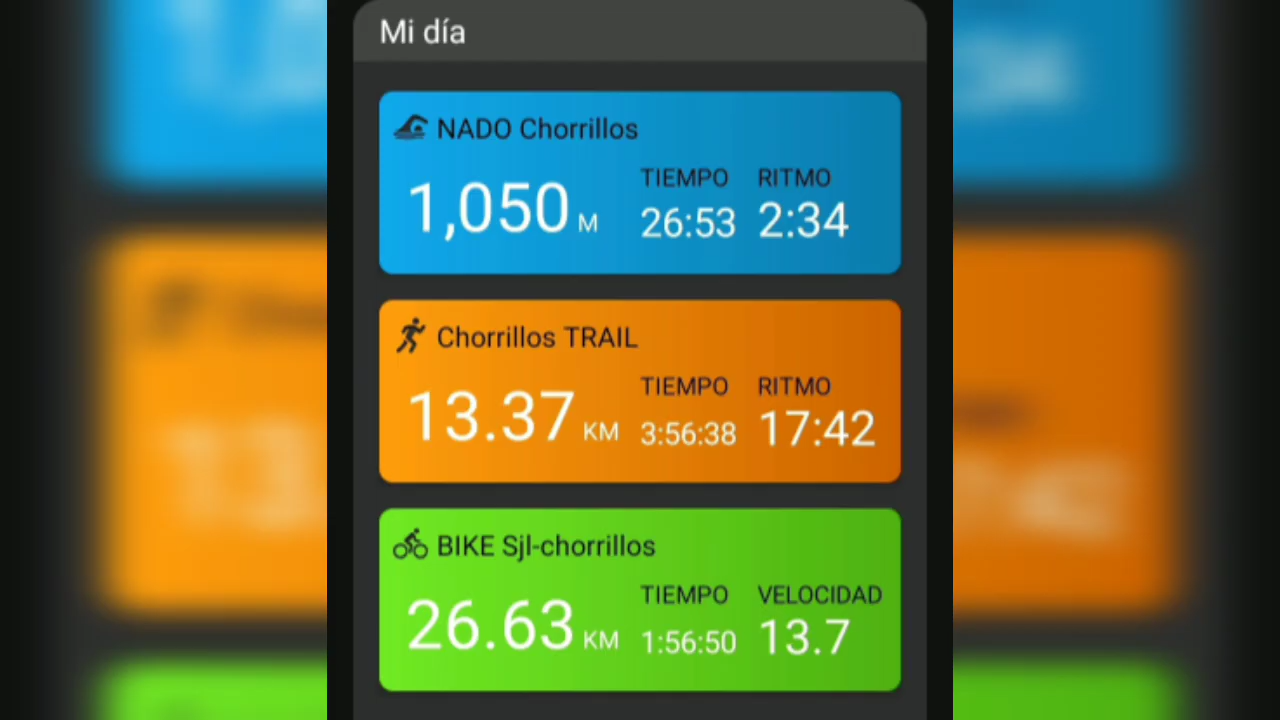 Mi día
NADO Chorrillos
TIEMPO RITMO
1,050 M 26:53 2:34
Chorrillos TRAIL
TIEMPO RITMO
13.37 KM 3:56:38 17:42
BIKE Sjl-chorrillos
TIEMPO VELOCIDAD
26.63 KM 1:56:50 13.7